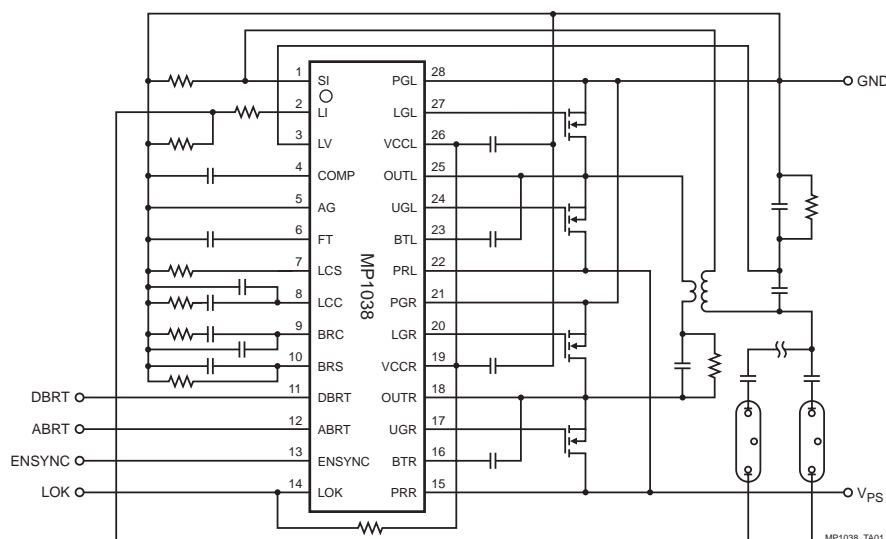 1 SI PGL 28 GND
2 LI LGL 27
3 LV VCCL 26
4 COMP OUTL 25
5 AG UGL 24
6 FT BTL 23
7 LCS PRL 22
8 LCC PGR 21
9 BRC LGR 20
10 BRS VCCR 19
MP1038
DBRT 11 DBRT OUTR 18
ABRT 12 ABRT UGR 17
ENSYNC 13 ENSYNC BTR 16
LOK 14 LOK PRR 15 VPS
MP1038_TA01